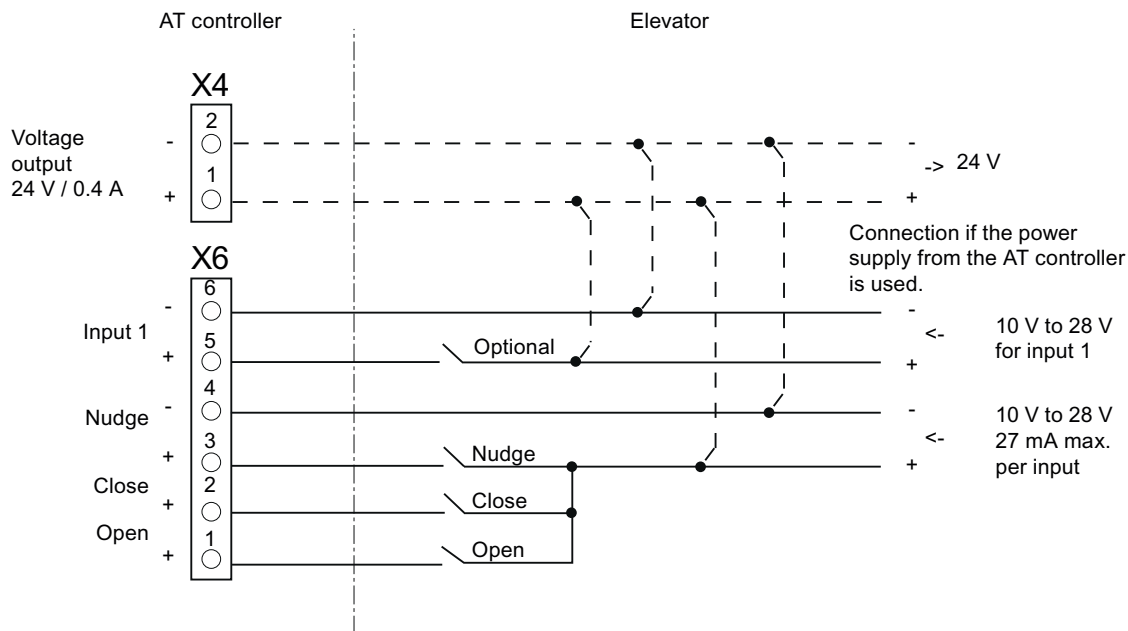 AT controller
Elevator
X4
Voltage
output
24 V / 0.4 A
-
2
+
1
-
-> 24 V
+
Connection if the power
supply from the AT controller
is used.
X6
Input 1
-
6
+
5
Optional
-
<-
+
10 V to 28 V
for input 1
Nudge
-
4
+
3
Nudge
-
<-
+
10 V to 28 V
27 mA max.
per input
Close
+
2
Close
Open
+
1
Open